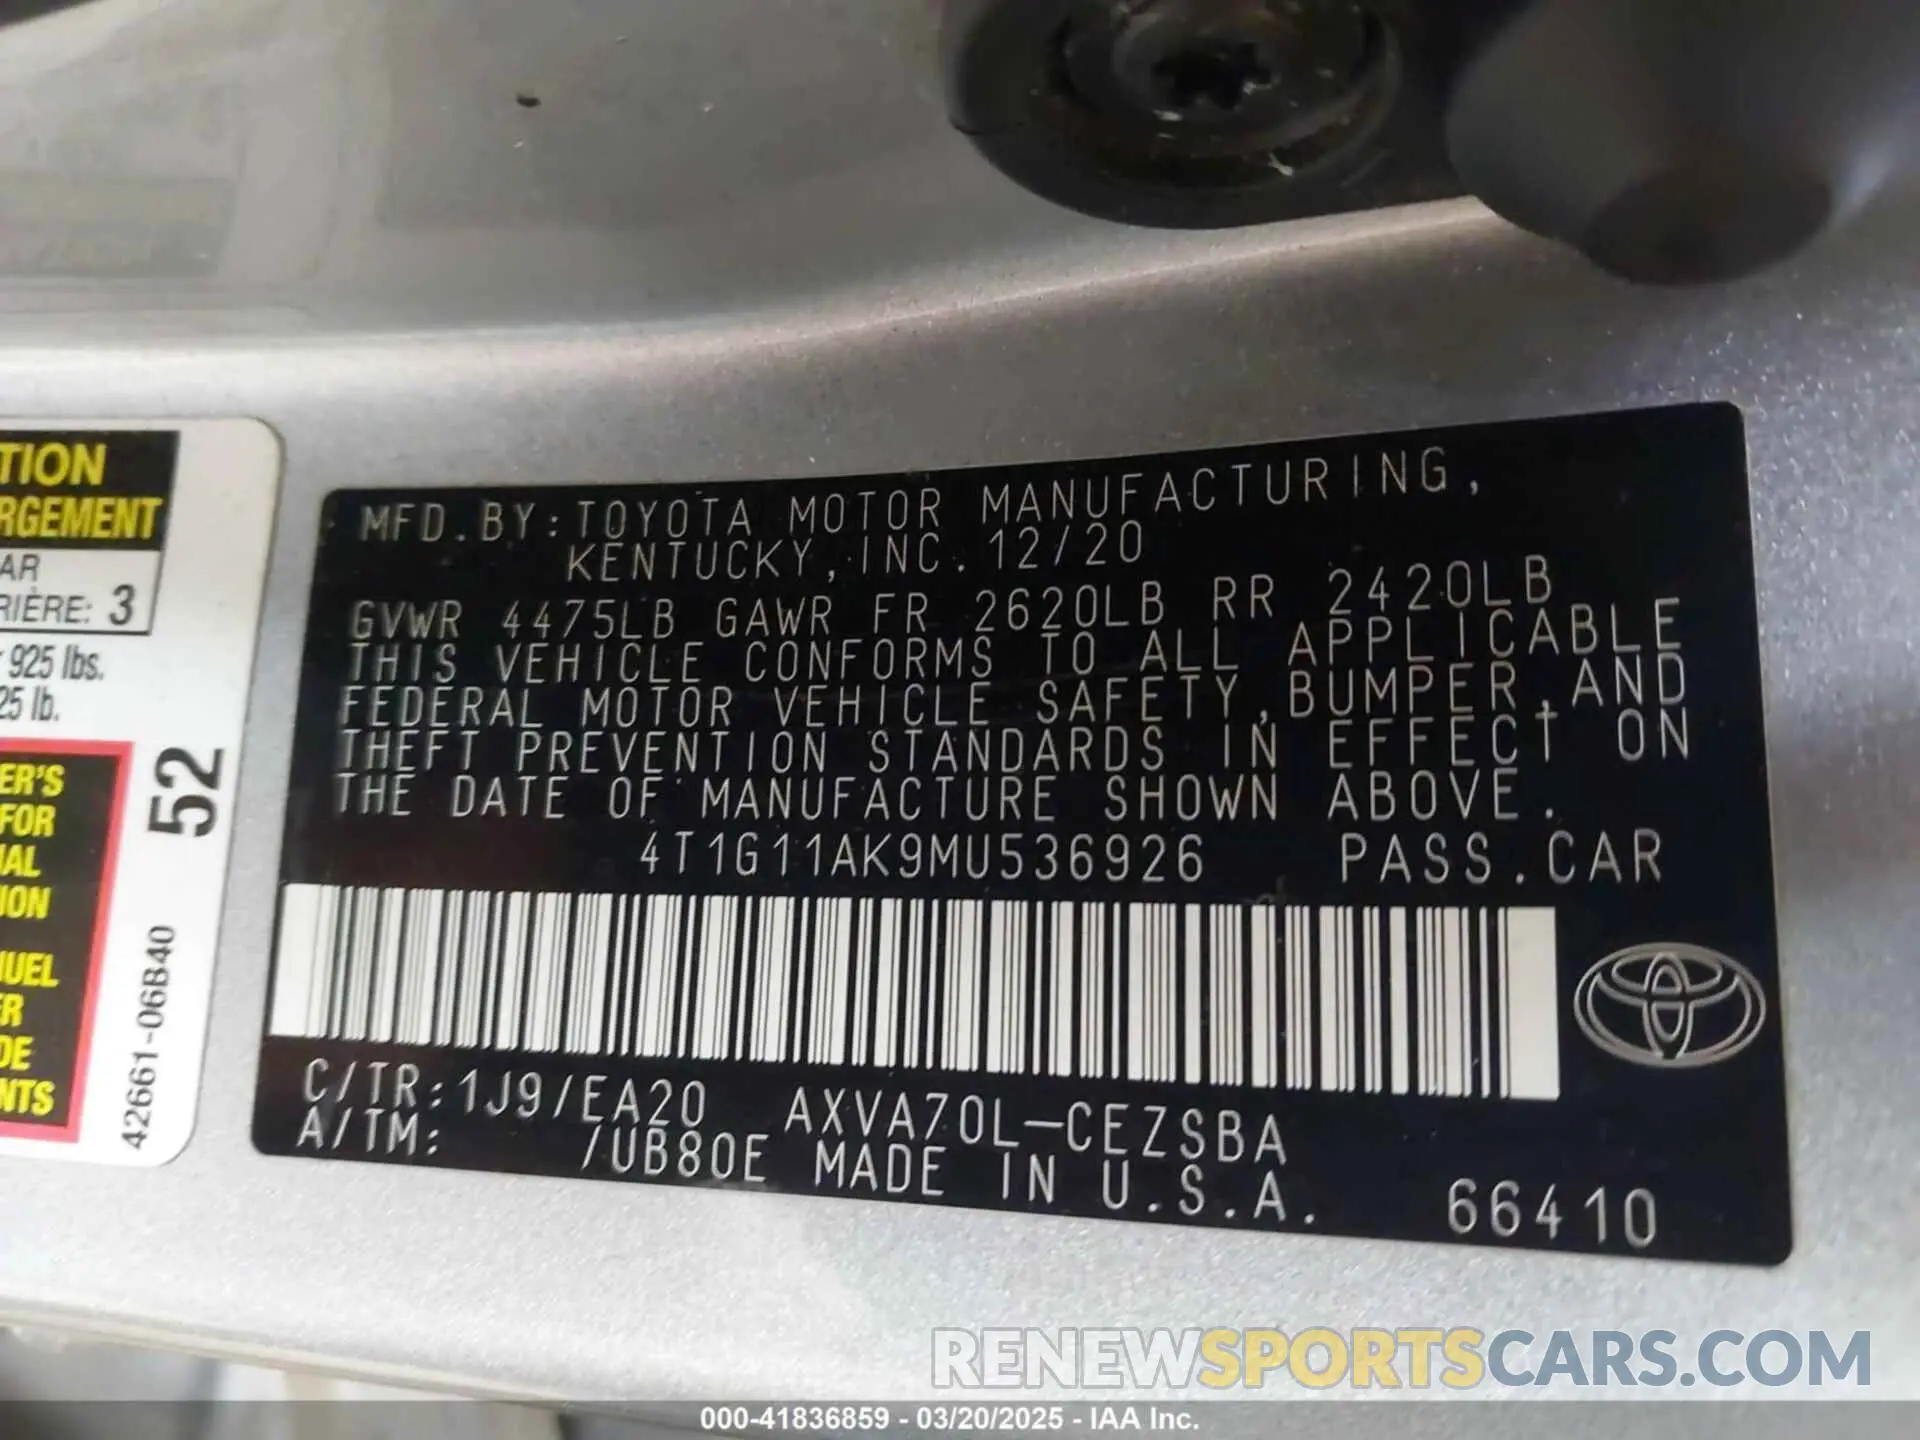 TION
RGEMENT
AR
RIÈRE: 3
925 lbs.
25 lb.
ER'S
FOR
ION
UEL
ER
DE
NTS
52
42661-06B40
MFD.BY:TOYOTA MOTOR MANUFACTURING,
KENTUCKY,INC.12/20
GVWR 4475LB GAWR FR 2620LB RR 2420LB
THIS VEHICLE CONFORMS TO ALL APPLICABLE
FEDERAL MOTOR VEHICLE SAFETY,BUMPER,AND
THEFT PREVENTION STANDARDS IN EFFECT ON
THE DATE OF MANUFACTURE SHOWN ABOVE.
4T1G11AK9MU536926 PASS.CAR
C/TR:1J9/EA20 AXVA70L-CEZSBA
A/TM: /UB80E MADE IN U.S.A. 66410
RENEWSPORTSCARS.COM
000-41836859 - 03/20/2025 - IAA Inc.